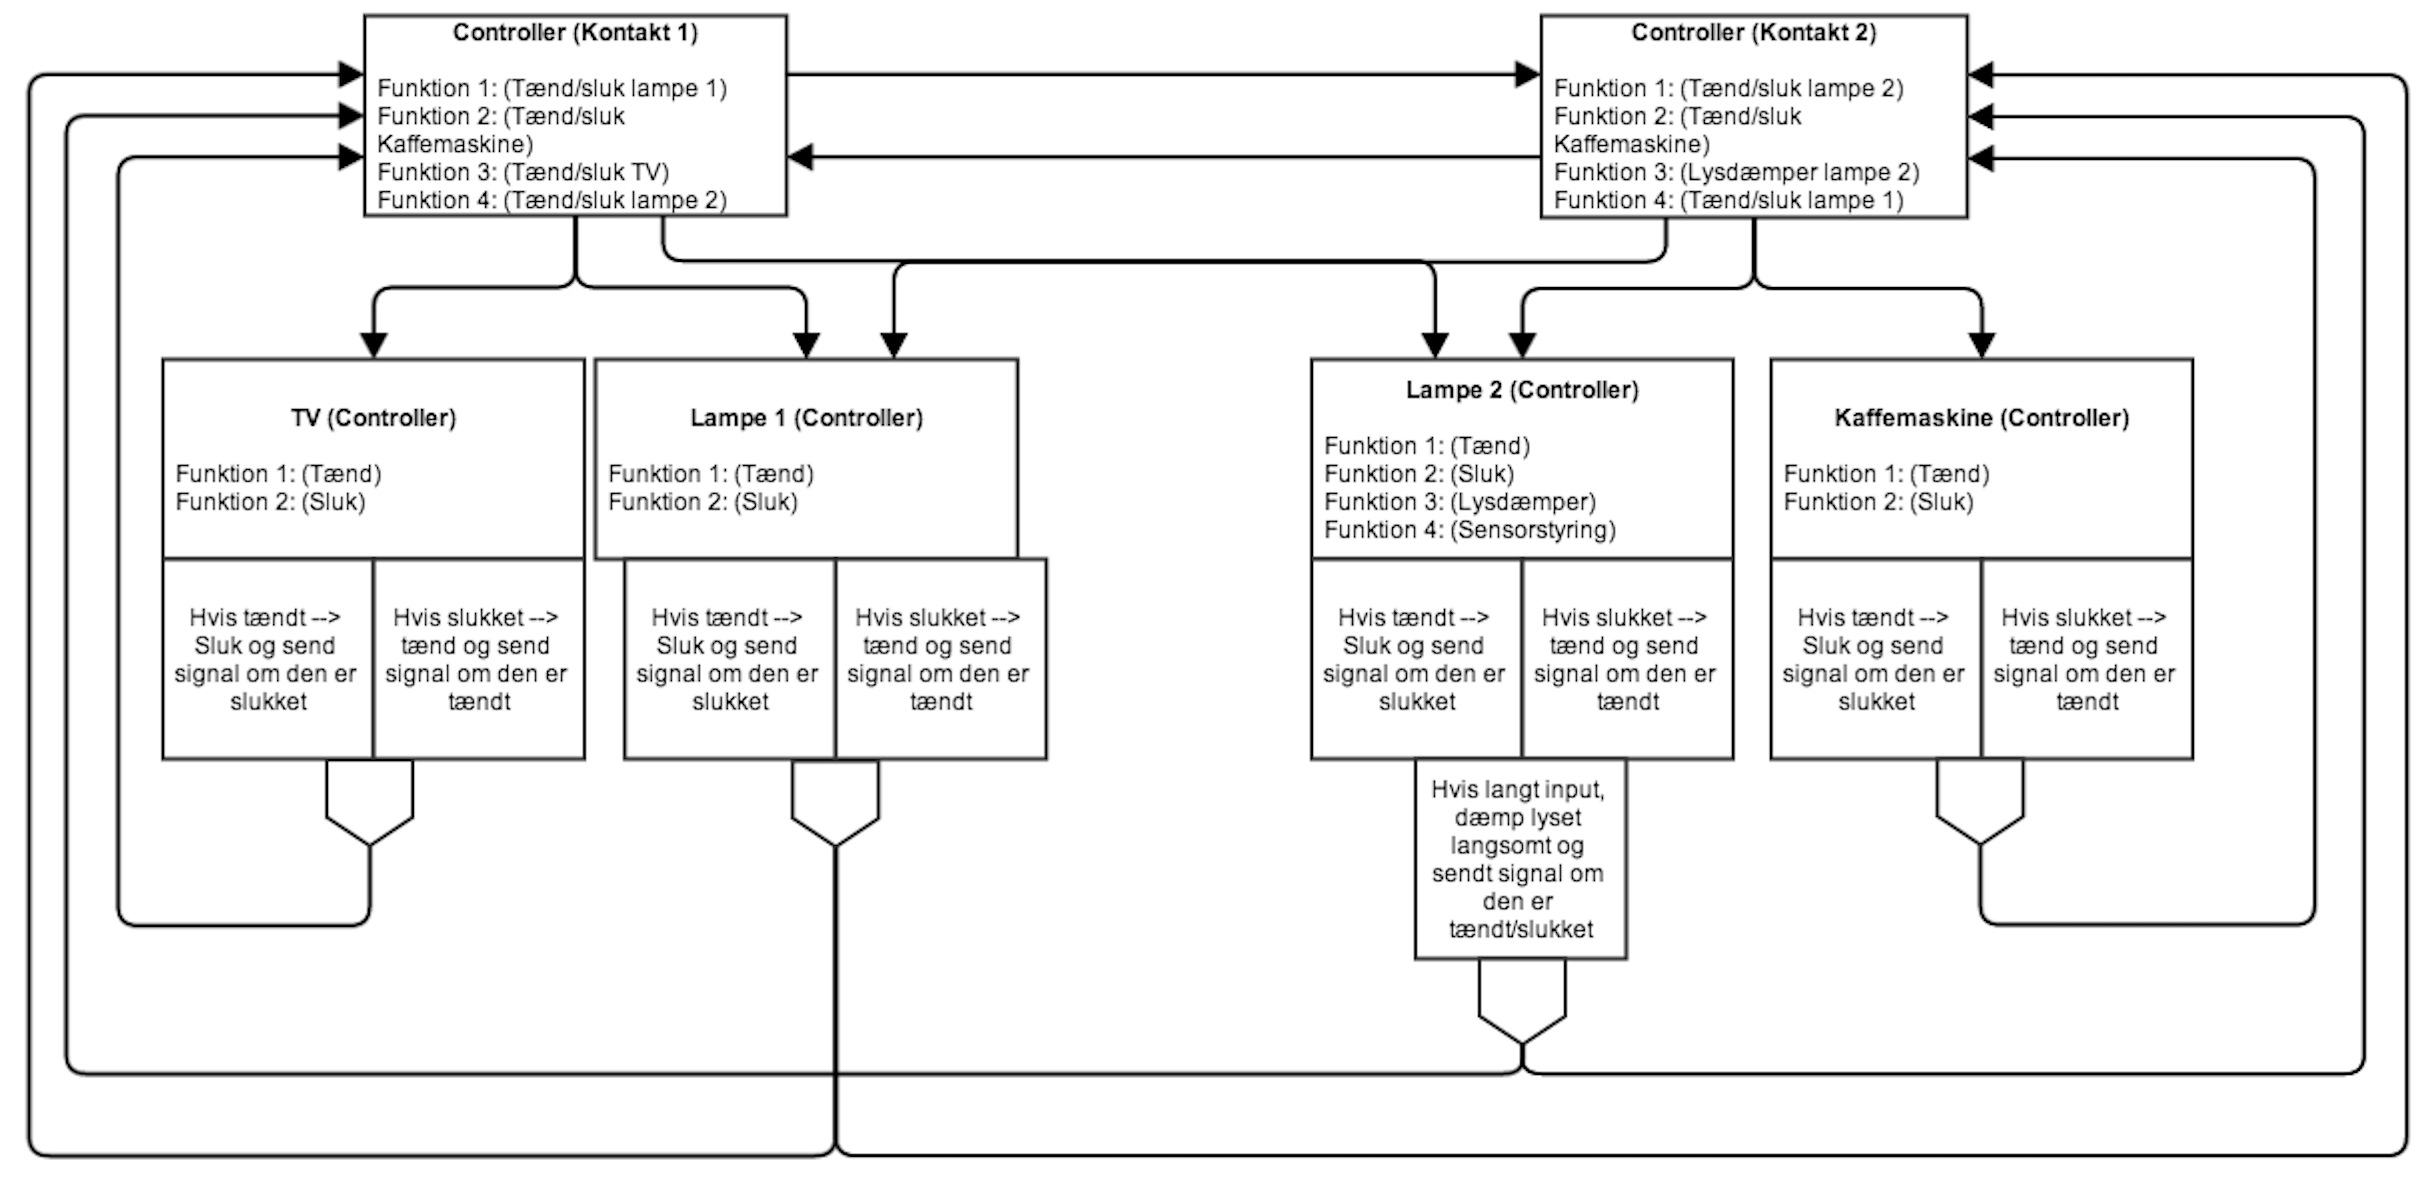 Controller (Kontakt 1)
Funktion 1: (Tænd/sluk lampe 1)
Funktion 2: (Tænd/sluk
Kaffemaskine)
Funktion 3: (Tænd/sluk TV)
Funktion 4: (Tænd/sluk lampe 2)
Controller (Kontakt 2)
Funktion 1: (Tænd/sluk lampe 2)
Funktion 2: (Tænd/sluk
Kaffemaskine)
Funktion 3: (Lysdæmper lampe 2)
Funktion 4: (Tænd/sluk lampe 1)
TV (Controller)
Funktion 1: (Tænd)
Funktion 2: (Sluk)
Hvis tændt -->
Sluk og send
signal om den er
slukket
Hvis slukket -->
tænd og send
signal om den er
tændt
Lampe 1 (Controller)
Funktion 1: (Tænd)
Funktion 2: (Sluk)
Hvis tændt -->
Sluk og send
signal om den er
slukket
Hvis slukket -->
tænd og send
signal om den er
tændt
Lampe 2 (Controller)
Funktion 1: (Tænd)
Funktion 2: (Sluk)
Funktion 3: (Lysdæmper)
Funktion 4: (Sensorstyring)
Hvis tændt -->
Sluk og send
signal om den er
slukket
Hvis slukket -->
tænd og send
signal om den er
tændt
Hvis langt input,
dæmp lyset
langsomt og
sendt signal om
den er
tændt/slukket
Kaffemaskine (Controller)
Funktion 1: (Tænd)
Funktion 2: (Sluk)
Hvis tændt -->
Sluk og send
signal om den er
slukket
Hvis slukket -->
tænd og send
signal om den er
tændt